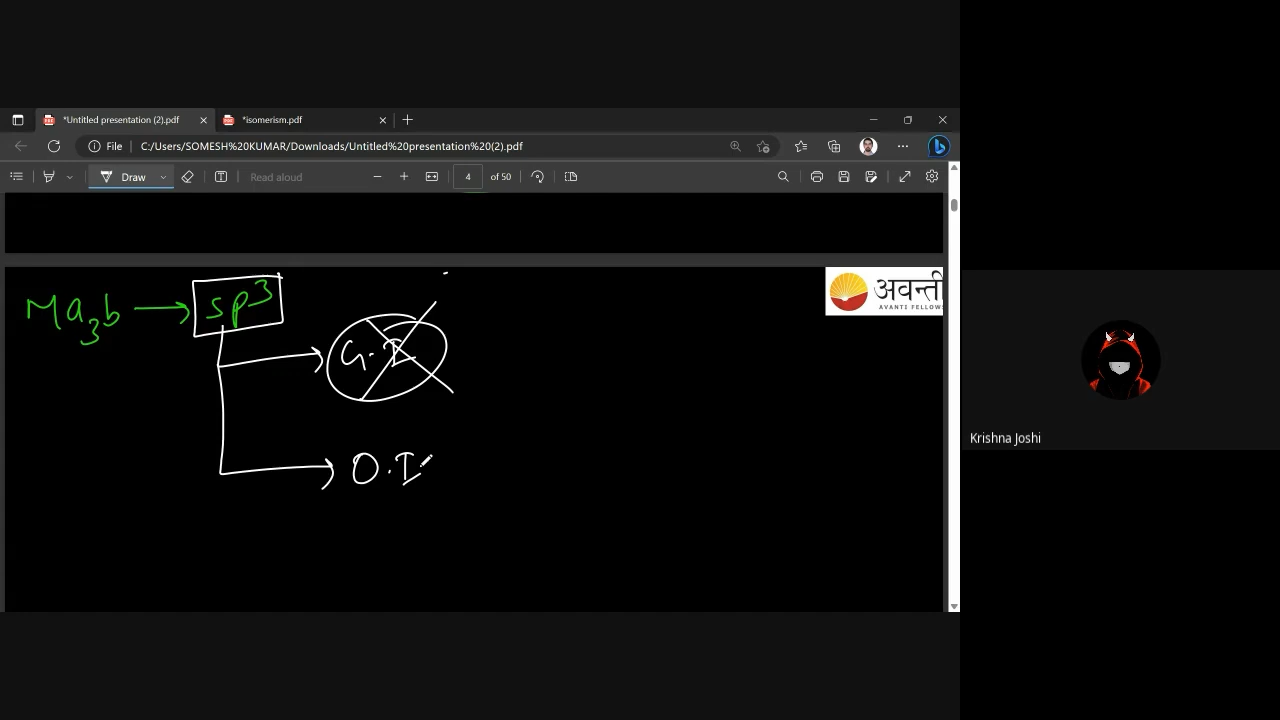 *Untitled presentation (2).pdf
*isomerism.pdf
File
C:/Users/SOMESH%20KUMAR/Downloads/Untitled%20presentation%20(2).pdf
Draw
Read aloud
4
of 50
Ma₃b → sp³
G.I
O.I
अवन्ती
AVANTI FELLOWS
Krishna Joshi